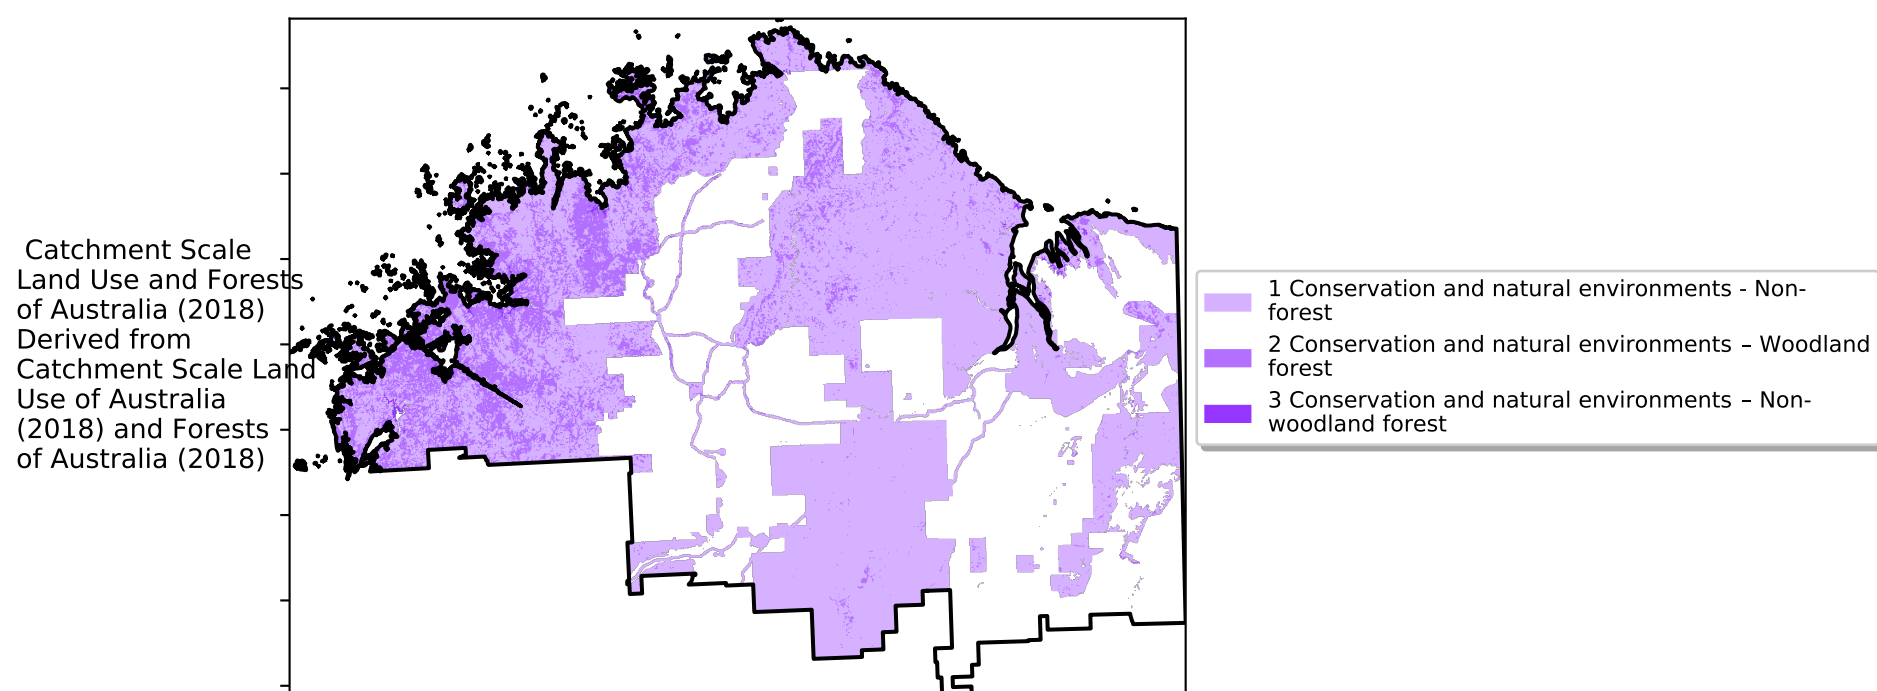 Catchment Scale
Land Use and Forests
of Australia (2018)
Derived from
Catchment Scale Land
Use of Australia
(2018) and Forests
of Australia (2018)
1 Conservation and natural environments - Non-
forest
2 Conservation and natural environments – Woodland
forest
3 Conservation and natural environments – Non-
woodland forest